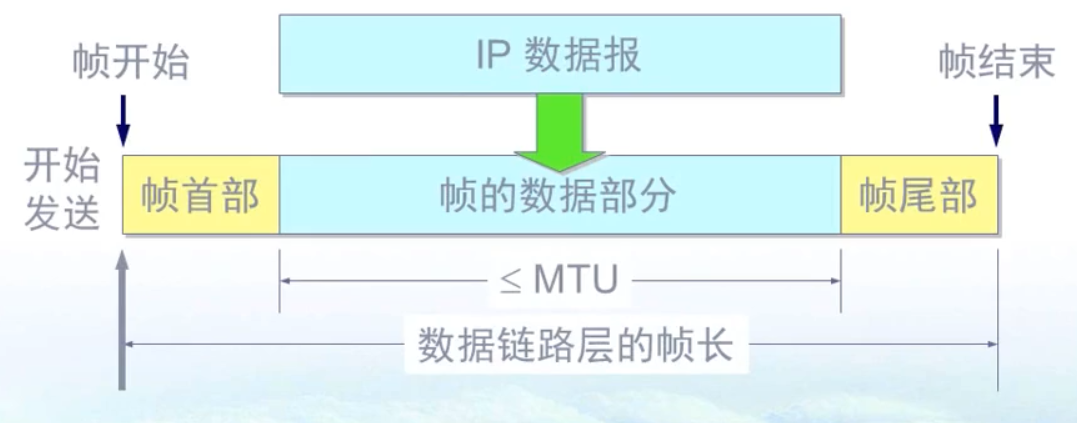 IP 数据报
帧开始
帧结束
开始
发送
帧首部
帧的数据部分
帧尾部
≤ MTU
数据链路层的帧长